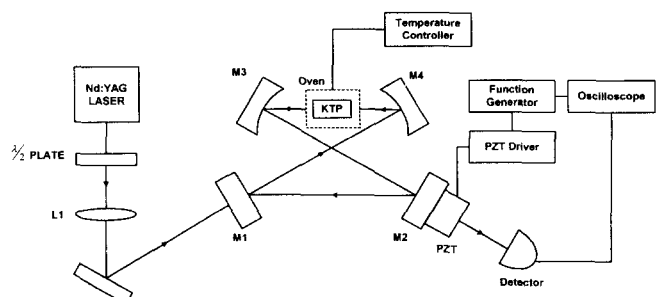 Temperature
Controller
Nd:YAG
LASER
M3
Oven
KTP
M4
Function
Generator
Oscilloscope
λ/2 PLATE
PZT Driver
L1
M1
M2
PZT
Detector